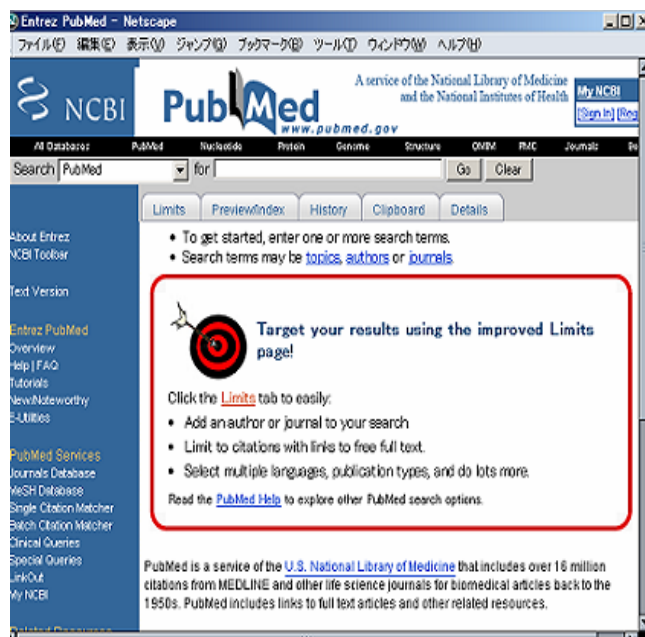 Entrez PubMed - Netscape
ファイル(F) 編集(E) 表示(V) ジャンプ(G) ブックマーク(B) ツール(T) ウィンドウ(W) ヘルプ(H)
NCBI
PubMed
www.pubmed.gov
A service of the National Library of Medicine
and the National Institutes of Health
My NCBI
[Sign In] [Reg
All Databases PubMed Nucleotide Protein Genome Structure OMIM PMC Journals Bo
Search PubMed for Go Clear
Limits Preview/Index History Clipboard Details
About Entrez
NCBI Toolbar
Text Version
Entrez PubMed
Overview
Help | FAQ
Tutorials
New/Noteworthy
E-Utilities
PubMed Services
Journals Database
MeSH Database
Single Citation Matcher
Batch Citation Matcher
Clinical Queries
Special Queries
LinkOut
My NCBI
Related Resources
• To get started, enter one or more search terms.
• Search terms may be topics, authors or journals.
Target your results using the improved Limits
page!
Click the Limits tab to easily:
• Add an author or journal to your search
• Limit to citations with links to free full text.
• Select multiple languages, publication types, and do lots more.
Read the PubMed Help to explore other PubMed search options.
PubMed is a service of the U.S. National Library of Medicine that includes over 16 million
citations from MEDLINE and other life science journals for biomedical articles back to the
1950s. PubMed includes links to full text articles and other related resources.